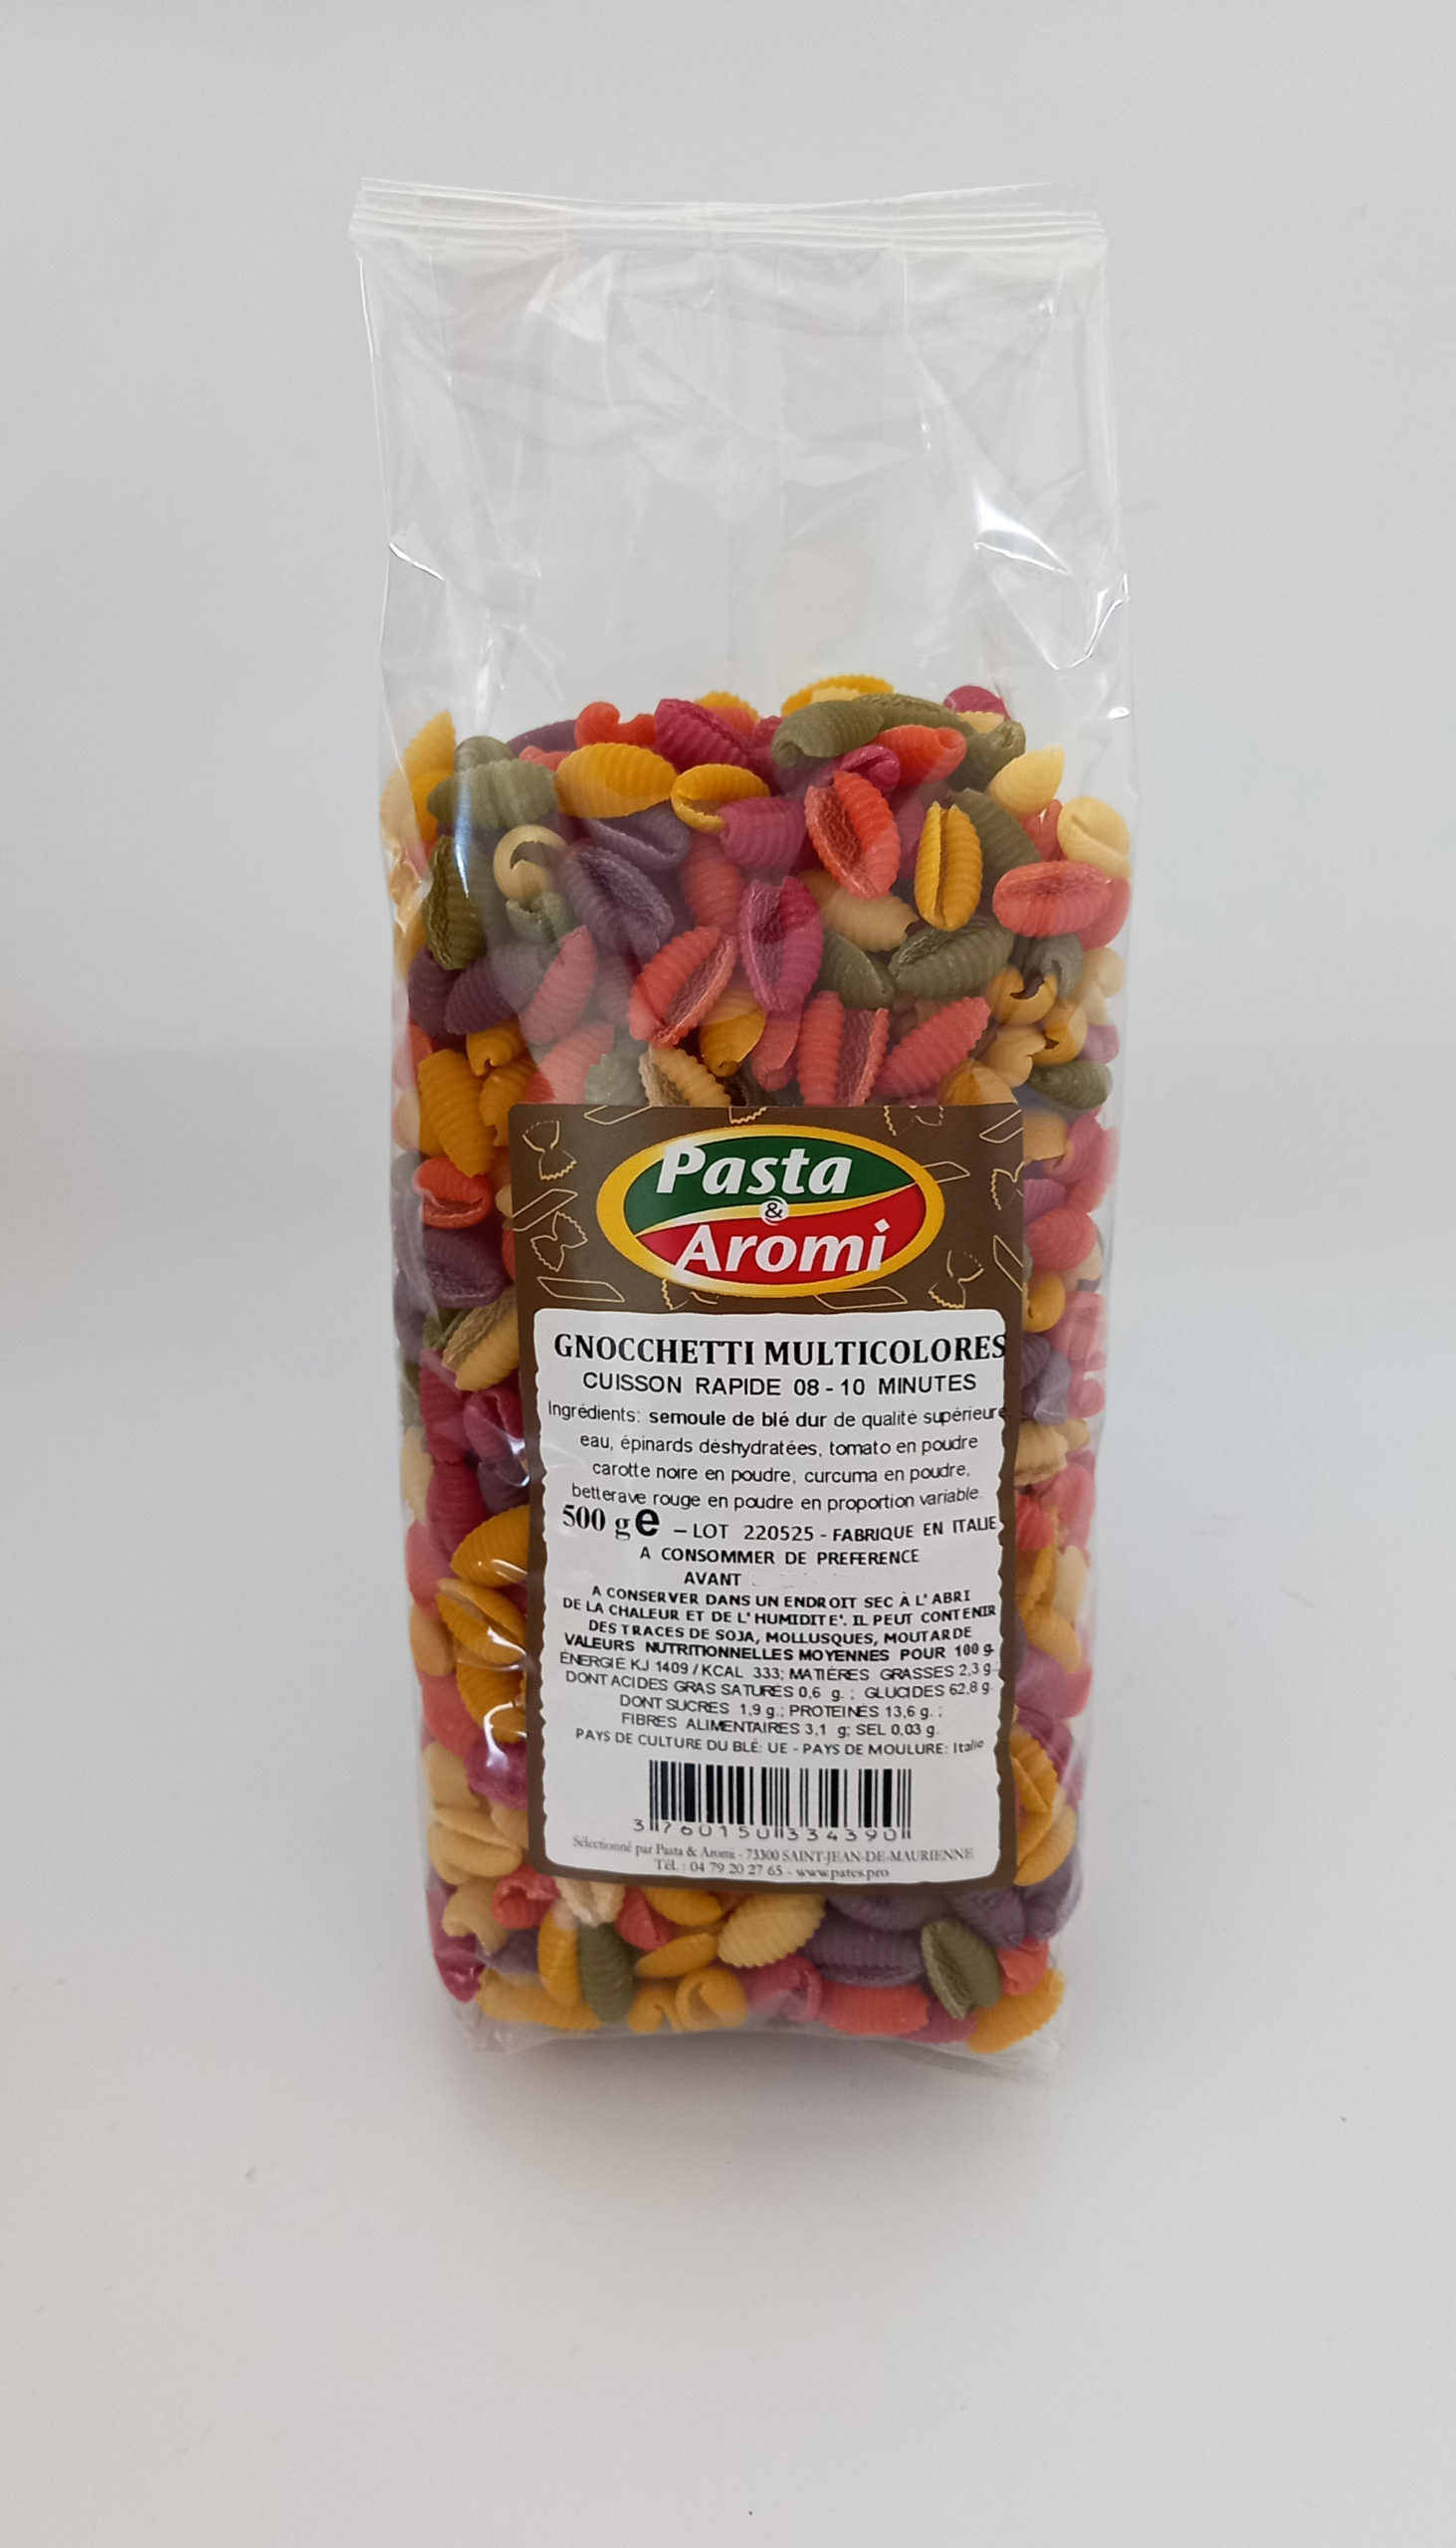 Pasta
&
Aromi
GNOCCHETTI MULTICOLORES
CUISSON RAPIDE 08 - 10 MINUTES
Ingrédients: semoule de blé dur de qualité supérieure
eau, épinards déshydratées, tomato en poudre
carotte noire en poudre, curcuma en poudre,
betterave rouge en poudre en proportion variable.
500 g e – LOT 220525 - FABRIQUE EN ITALIE
A CONSOMMER DE PREFERENCE
AVANT
A CONSERVER DANS UN ENDROIT SEC À L' ABRI
DE LA CHALEUR ET DE L' HUMIDITE'. IL PEUT CONTENIR
DES TRACES DE SOJA, MOLLUSQUES, MOUTARDE
VALEURS NUTRITIONNELLES MOYENNES POUR 100 g
ÉNERGIÉ KJ 1409 / KCAL 333; MATIÈRES GRASSES 2,3 g.
DONT ACIDES GRAS SATURÉS 0,6 g. ; GLUCIDES 62,8 g.
DONT SUCRES 1,9 g.; PROTEINÉS 13,6 g. ;
FIBRES ALIMENTAIRES 3,1 g; SEL 0,03 g.
PAYS DE CULTURE DU BLÉ: UE - PAYS DE MOULURE: Italie
3 760150 334390
Sélectionné par Pasta & Aromi - 73300 SAINT-JEAN-DE-MAURIENNE
Tél. : 04 79 20 27 65 - www.pates.pro